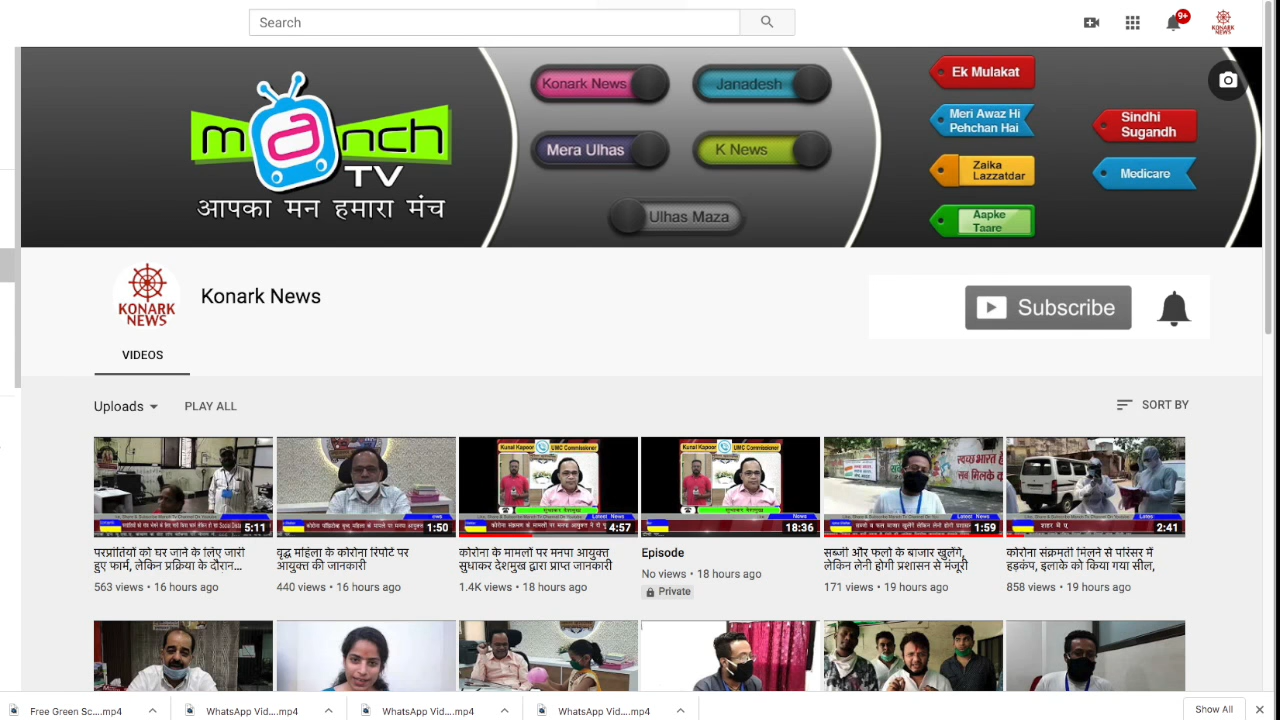 Search
9+
KONARK
NEWS
manch
TV
आपका मन हमारा मंच
Konark News
Janadesh
Mera Ulhas
K News
Ulhas Maza
Ek Mulakat
Meri Awaz Hi
Pehchan Hai
Zaika
Lazzatdar
Aapke
Taare
Sindhi
Sugandh
Medicare
KONARK
NEWS
Konark News
Subscribe
VIDEOS
Uploads
PLAY ALL
SORT BY
5:11
1:50
Kunal Kapoor UMC Commissioner
4:57
Kunal Kapoor UMC Commissioner
18:36
स्वच्छ भारत
1:59
2:41
परप्रांतियों को घर जाने के लिए जारी
हुए फार्म, लेकिन प्रक्रिया के दौरान...
563 views • 16 hours ago
वृद्ध महिला के कोरोना रिपोर्ट पर
आयुक्त की जानकारी
440 views • 16 hours ago
कोरोना के मामलों पर मनपा आयुक्त
सुधाकर देशमुख द्वारा प्राप्त जानकारी
1.4K views • 18 hours ago
Episode
No views • 18 hours ago
Private
सब्जी और फलों के बाजार खुलेंगे,
लेकिन लेनी होगी प्रशासन से मंजूरी
171 views • 19 hours ago
कोरोना संक्रमती मिलने से परिसर में
हड़कंप, इलाके को किया गया सील,
858 views • 19 hours ago
Free Green Sc....mp4
WhatsApp Vid....mp4
WhatsApp Vid....mp4
WhatsApp Vid....mp4
Show All